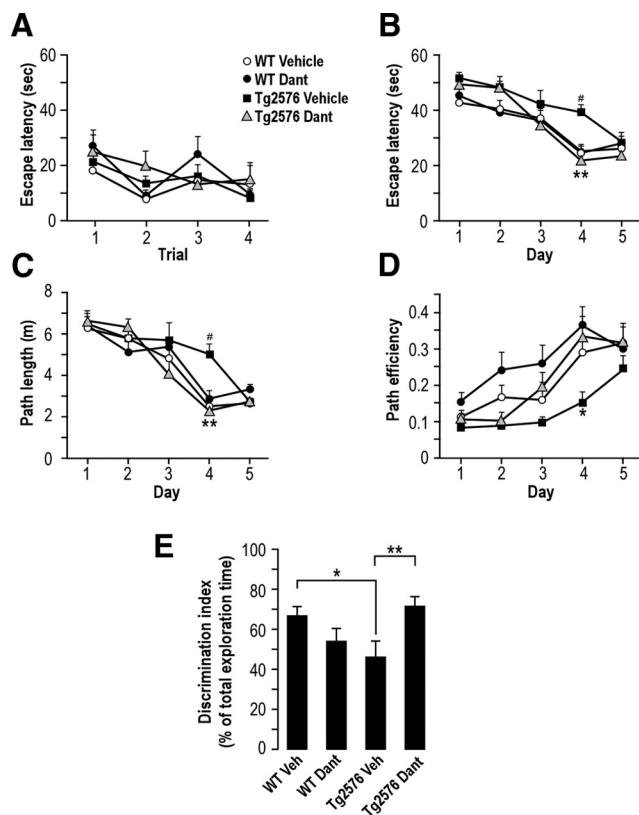 A
60
40
20
0
Escape latency (sec)
WT Vehicle
WT Dant
Tg2576 Vehicle
Tg2576 Dant
1 2 3 4
Trial
B
60
40
20
0
Escape latency (sec)
#
**
1 2 3 4 5
Day
C
8
6
4
2
0
Path length (m)
#
**
1 2 3 4 5
Day
D
0.4
0.3
0.2
0.1
0
Path efficiency
*
1 2 3 4 5
Day
E
100
80
60
40
20
0
Discrimination index
(% of total exploration time)
*
**
WT Veh
WT Dant
Tg2576 Veh
Tg2576 Dant